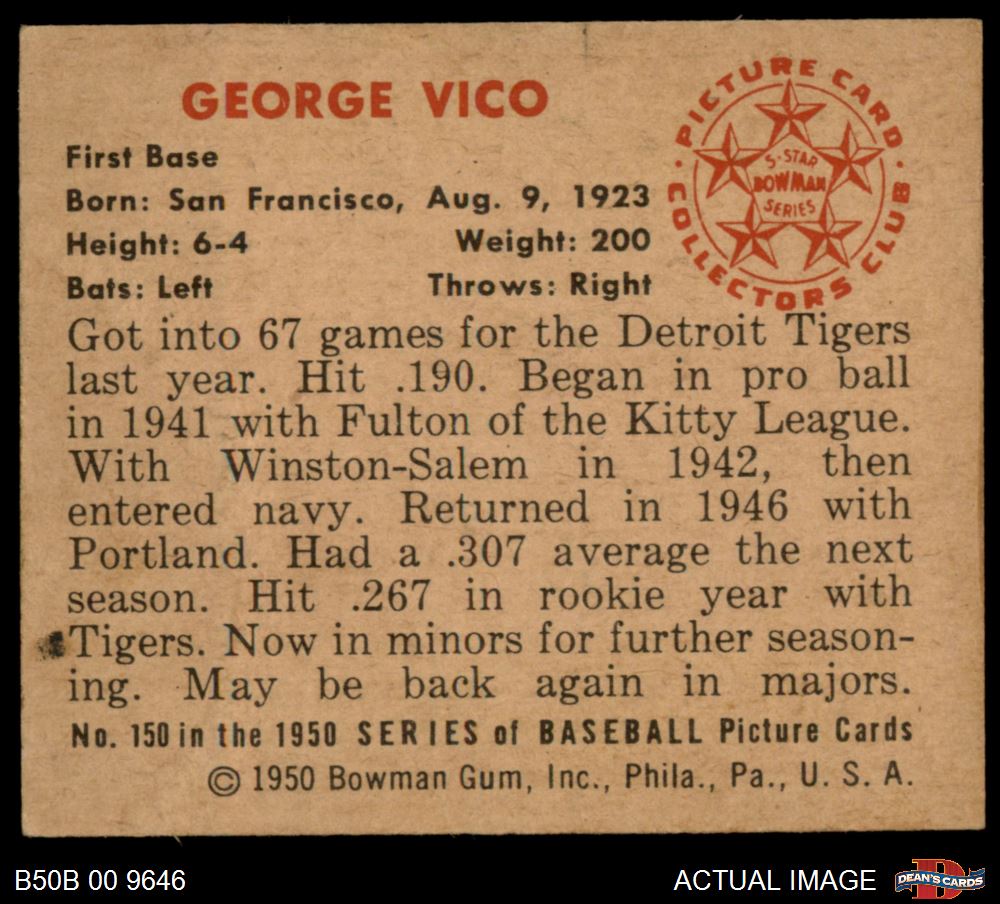 GEORGE VICO
First Base
Born: San Francisco, Aug. 9, 1923
Height: 6-4 Weight: 200
Bats: Left Throws: Right
· PICTURE CARD ·
COLLECTORS CLUB
5-STAR
BOWMAN
SERIES
Got into 67 games for the Detroit Tigers
last year. Hit .190. Began in pro ball
in 1941 with Fulton of the Kitty League.
With Winston-Salem in 1942, then
entered navy. Returned in 1946 with
Portland. Had a .307 average the next
season. Hit .267 in rookie year with
Tigers. Now in minors for further season-
ing. May be back again in majors.
No. 150 in the 1950 SERIES of BASEBALL Picture Cards
© 1950 Bowman Gum, Inc., Phila., Pa., U. S. A.
B50B 00 9646
ACTUAL IMAGE
D
DEAN'S CARDS